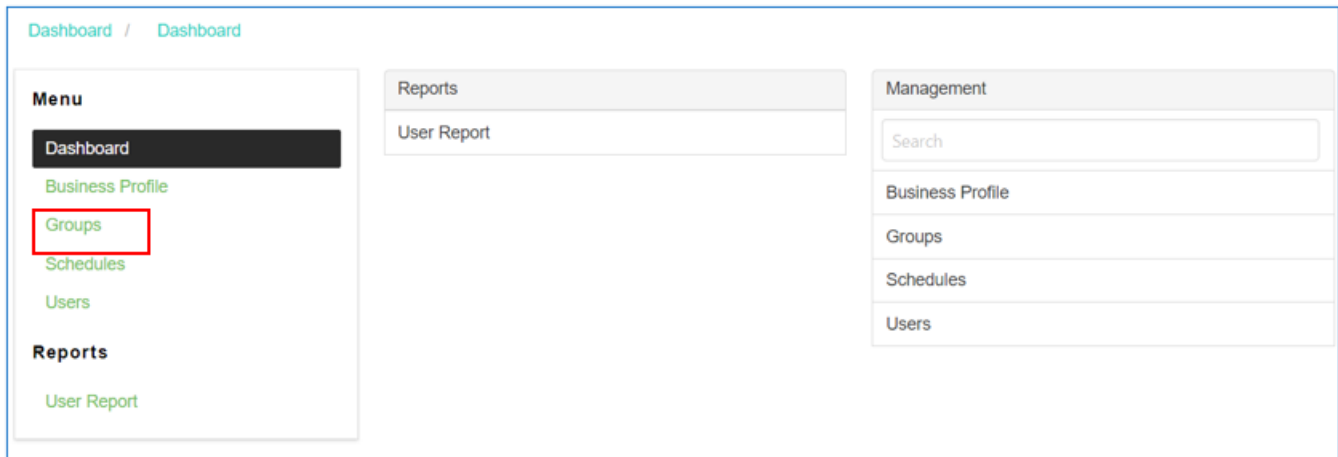 Dashboard / Dashboard
Menu
Dashboard
Business Profile
Groups
Schedules
Users
Reports
User Report
Reports
User Report
Management
Search
Business Profile
Groups
Schedules
Users